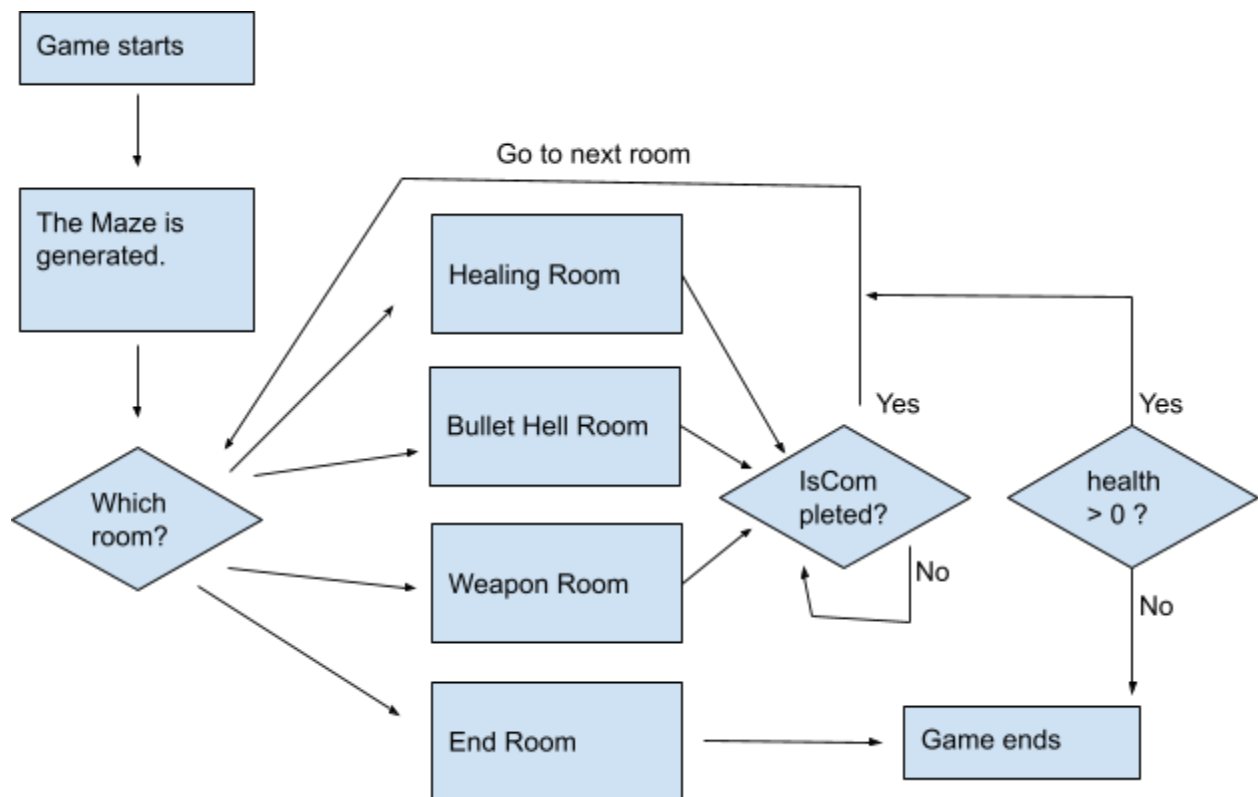 Game starts
Go to next room
The Maze is
generated.
Healing Room
Bullet Hell Room
Yes
Yes
Which
room?
IsCom
pleted?
health
> 0 ?
Weapon Room
No
No
End Room
Game ends